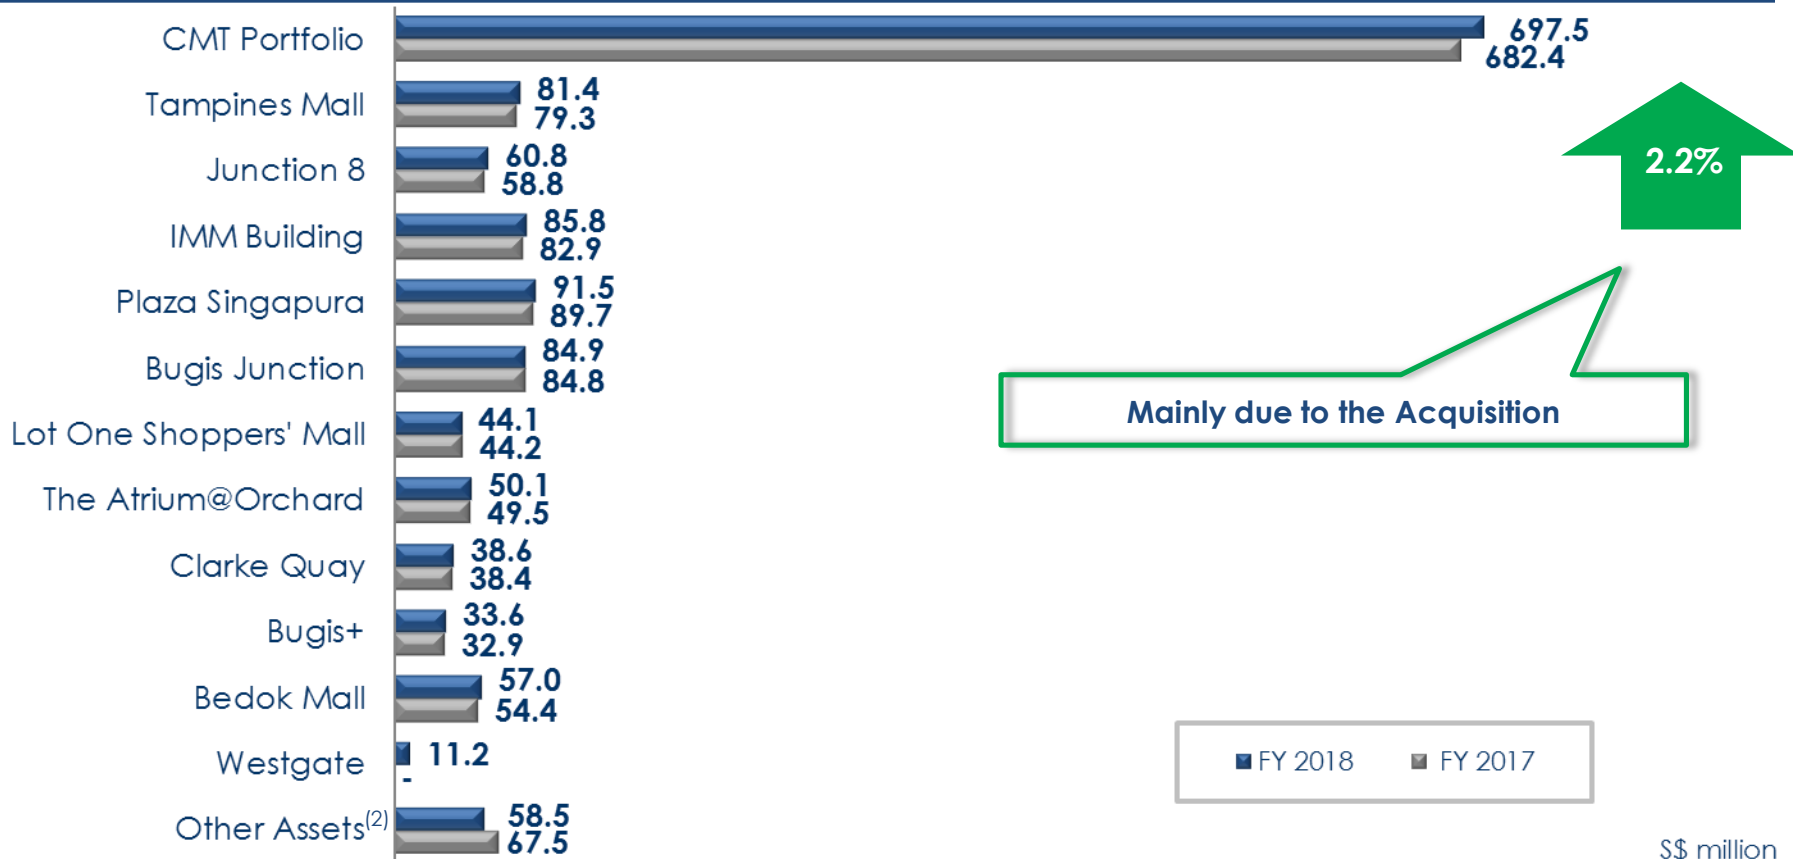 CMT Portfolio 697.5
682.4
Tampines Mall 81.4
79.3
2.2%
Junction 8 60.8
58.8
IMM Building 85.8
82.9
Plaza Singapura 91.5
89.7
Bugis Junction 84.9
84.8
Mainly due to the Acquisition
Lot One Shoppers' Mall 44.1
44.2
The Atrium@Orchard 50.1
49.5
Clarke Quay 38.6
38.4
Bugis+ 33.6
32.9
Bedok Mall 57.0
54.4
Westgate 11.2
-
FY 2018 FY 2017
Other Assets(2) 58.5
67.5
S$ million